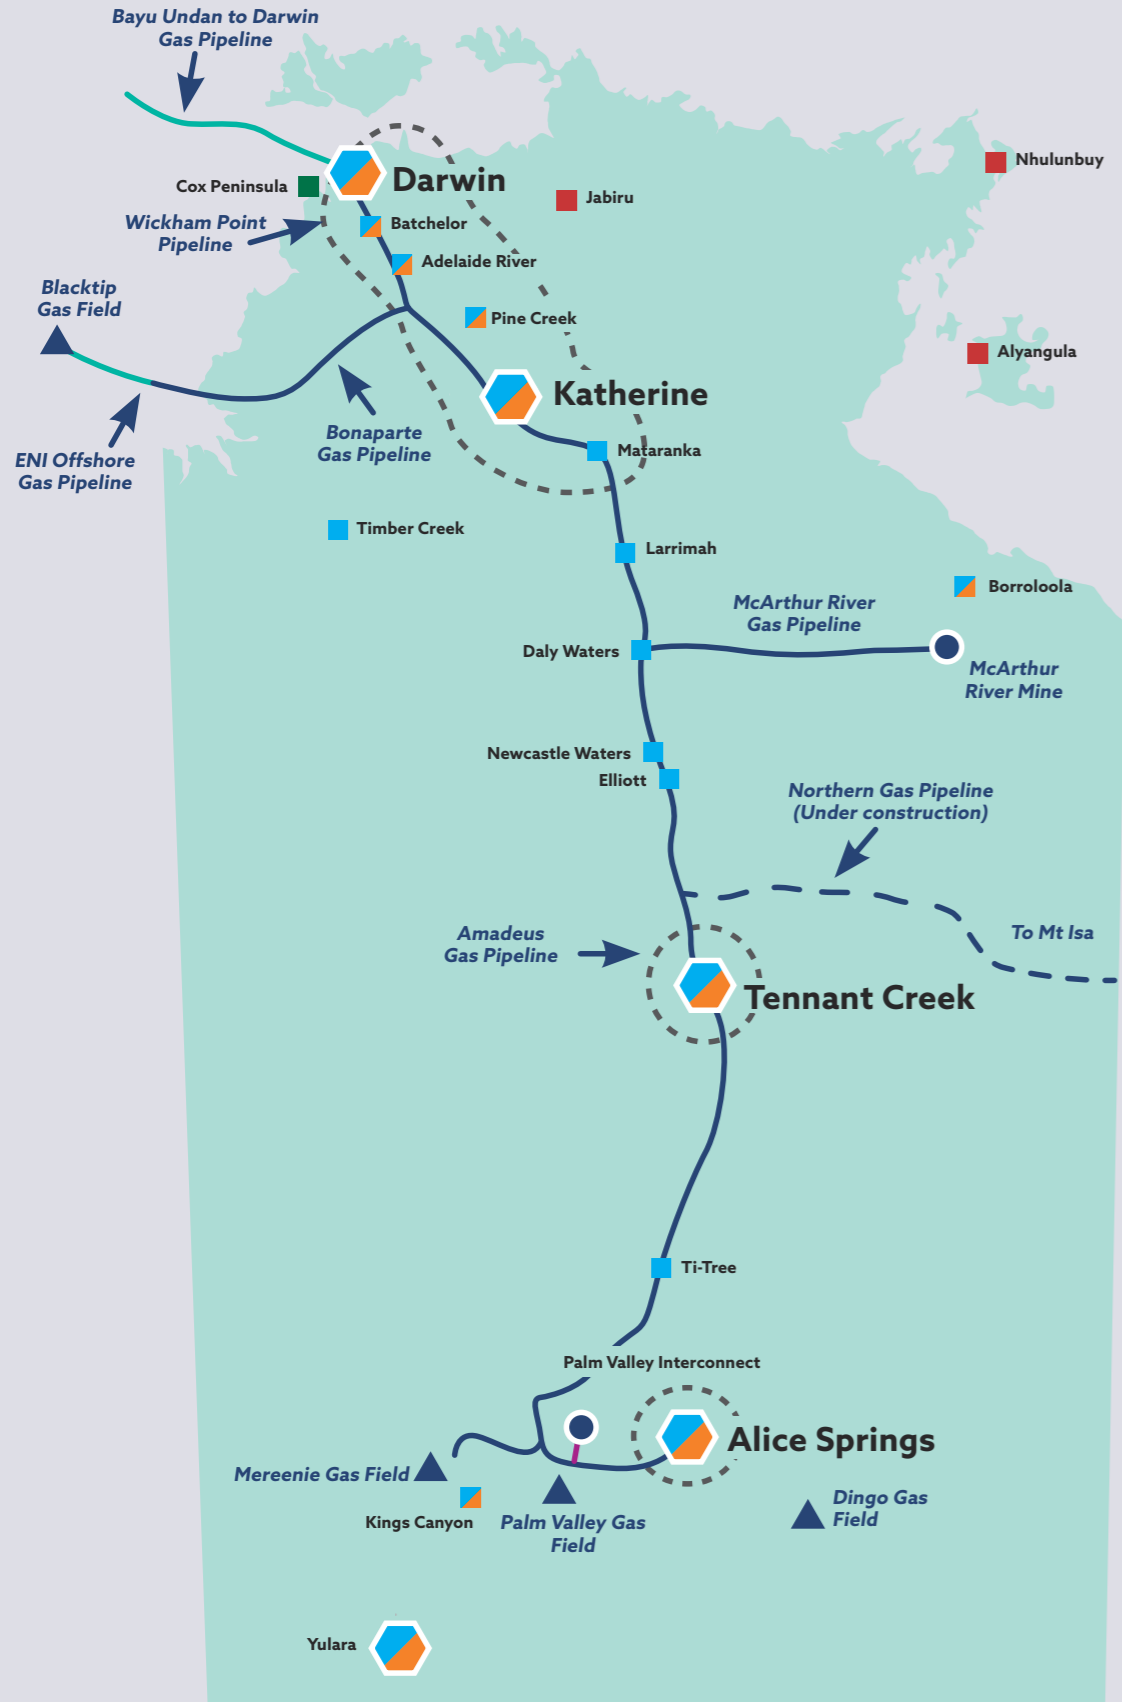 Bayu Undan to Darwin
Gas Pipeline
Nhulunbuy
Darwin
Cox Peninsula
Jabiru
Wickham Point
Pipeline
Batchelor
Adelaide River
Blacktip
Gas Field
Pine Creek
Alyangula
Katherine
Bonaparte
Gas Pipeline
Mataranka
ENI Offshore
Gas Pipeline
Timber Creek
Larrimah
Borroloola
McArthur River
Gas Pipeline
Daly Waters
McArthur
River Mine
Newcastle Waters
Elliott
Northern Gas Pipeline
(Under construction)
Amadeus
Gas Pipeline
To Mt Isa
Tennant Creek
Ti-Tree
Palm Valley Interconnect
Alice Springs
Mereenie Gas Field
Kings Canyon
Palm Valley Gas
Field
Dingo Gas
Field
Yulara